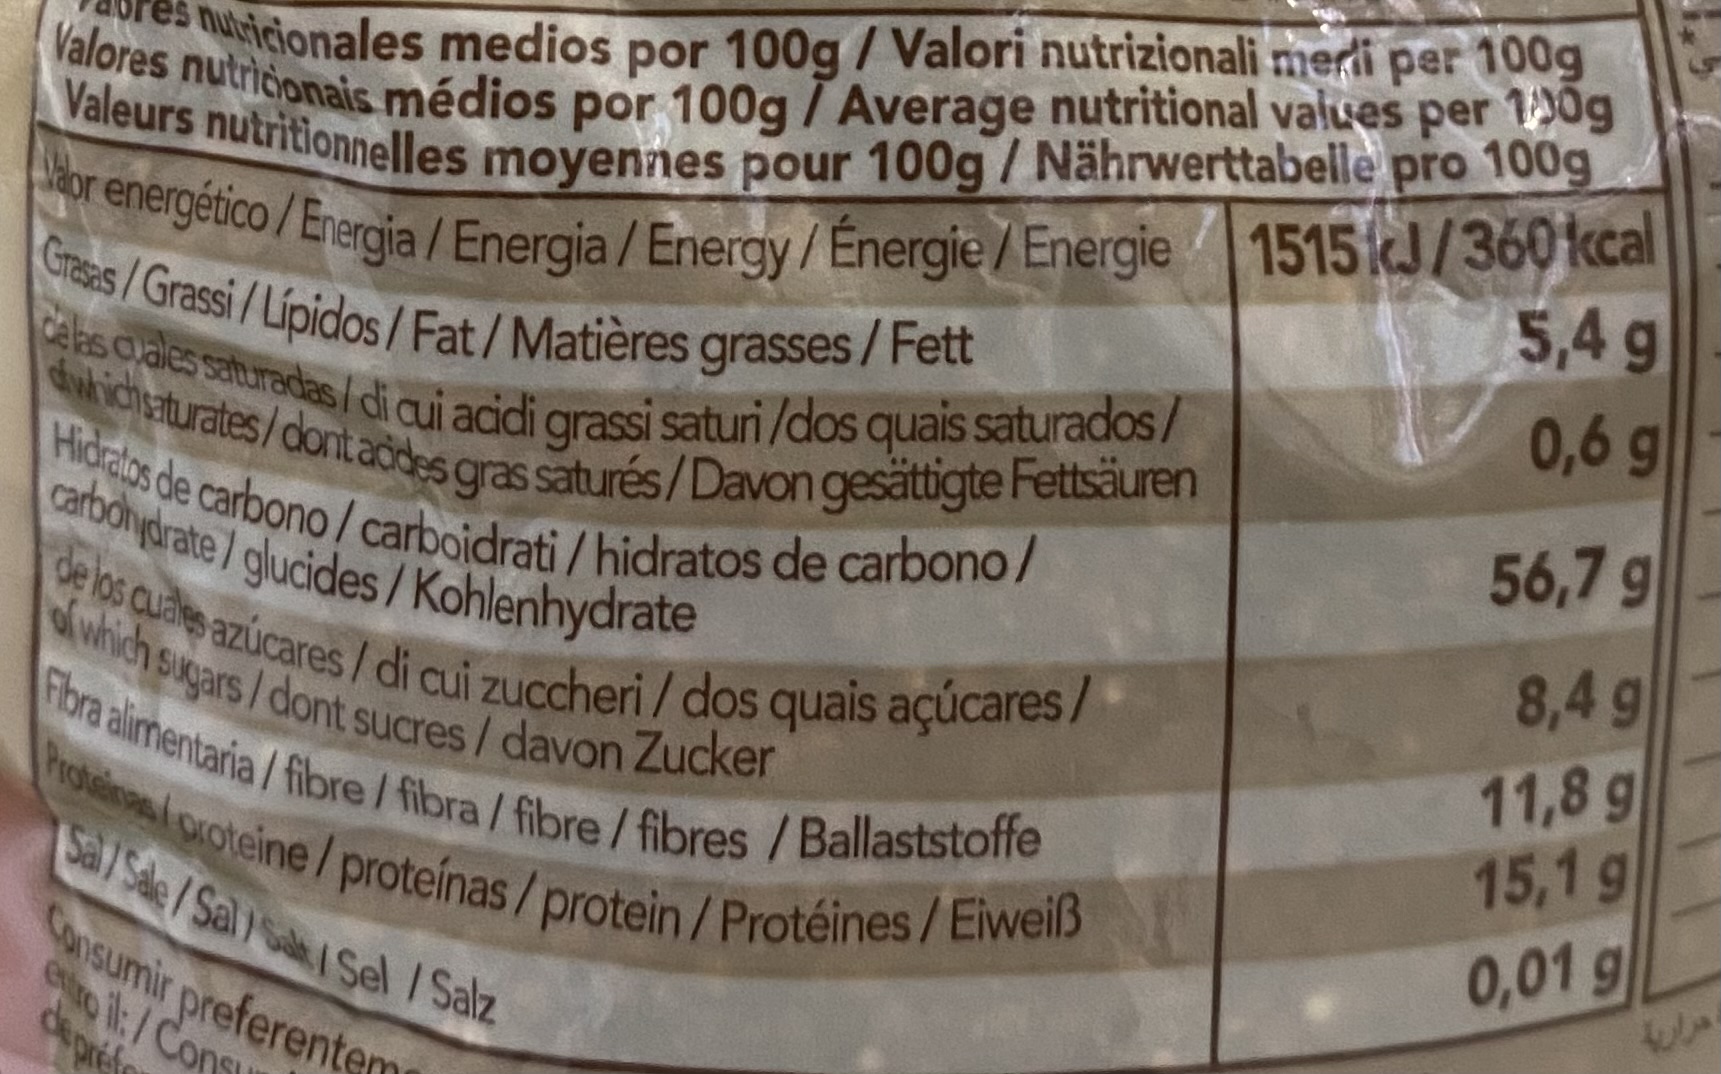 nutricionales medios por 100g / Valori nutrizionali medi per 100g
Valores nutricionais médios por 100g / Average nutritional values per 100g
Valeurs nutritionnelles moyennes pour 100g / Nährwerttabelle pro 100g
Valor energético / Energia / Energia / Energy / Énergie / Energie 1515 kJ / 360 kcal
Grasas / Grassi / Lípidos / Fat / Matières grasses / Fett 5,4 g
de las cuales saturadas / di cui acidi grassi saturi /dos quais saturados /
of which saturates / dont acides gras saturés / Davon gesättigte Fettsäuren 0,6 g
Hidratos de carbono / carboidrati / hidratos de carbono /
carbohydrate / glucides / Kohlenhydrate 56,7 g
de los cuales azúcares / di cui zuccheri / dos quais açúcares /
of which sugars / dont sucres / davon Zucker 8,4 g
Fibra alimentaria / fibre / fibra / fibre / fibres / Ballaststoffe 11,8 g
Proteínas / proteine / proteínas / protein / Protéines / Eiweiß 15,1 g
Sal / Sale / Sal / Salt / Sel / Salz 0,01 g
Consumir
il: /